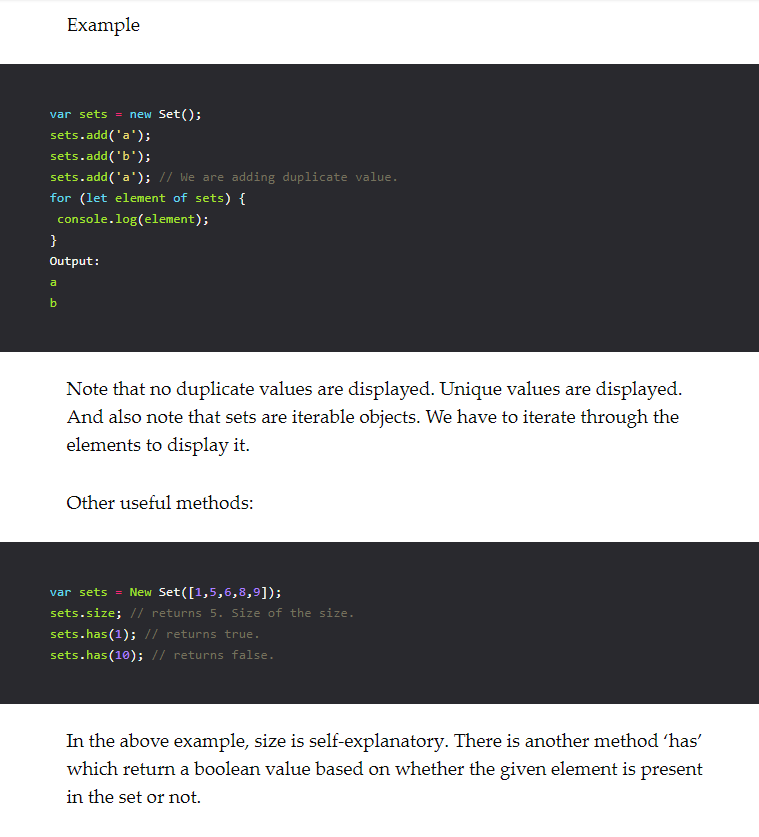 Example
var sets = new Set();
sets.add('a');
sets.add('b');
sets.add('a'); // We are adding duplicate value.
for (let element of sets) {
 console.log(element);
}
Output:
a
b
Note that no duplicate values are displayed. Unique values are displayed.
And also note that sets are iterable objects. We have to iterate through the
elements to display it.
Other useful methods:
var sets = New Set([1,5,6,8,9]);
sets.size; // returns 5. Size of the size.
sets.has(1); // returns true.
sets.has(10); // returns false.
In the above example, size is self-explanatory. There is another method ‘has’
which return a boolean value based on whether the given element is present
in the set or not.